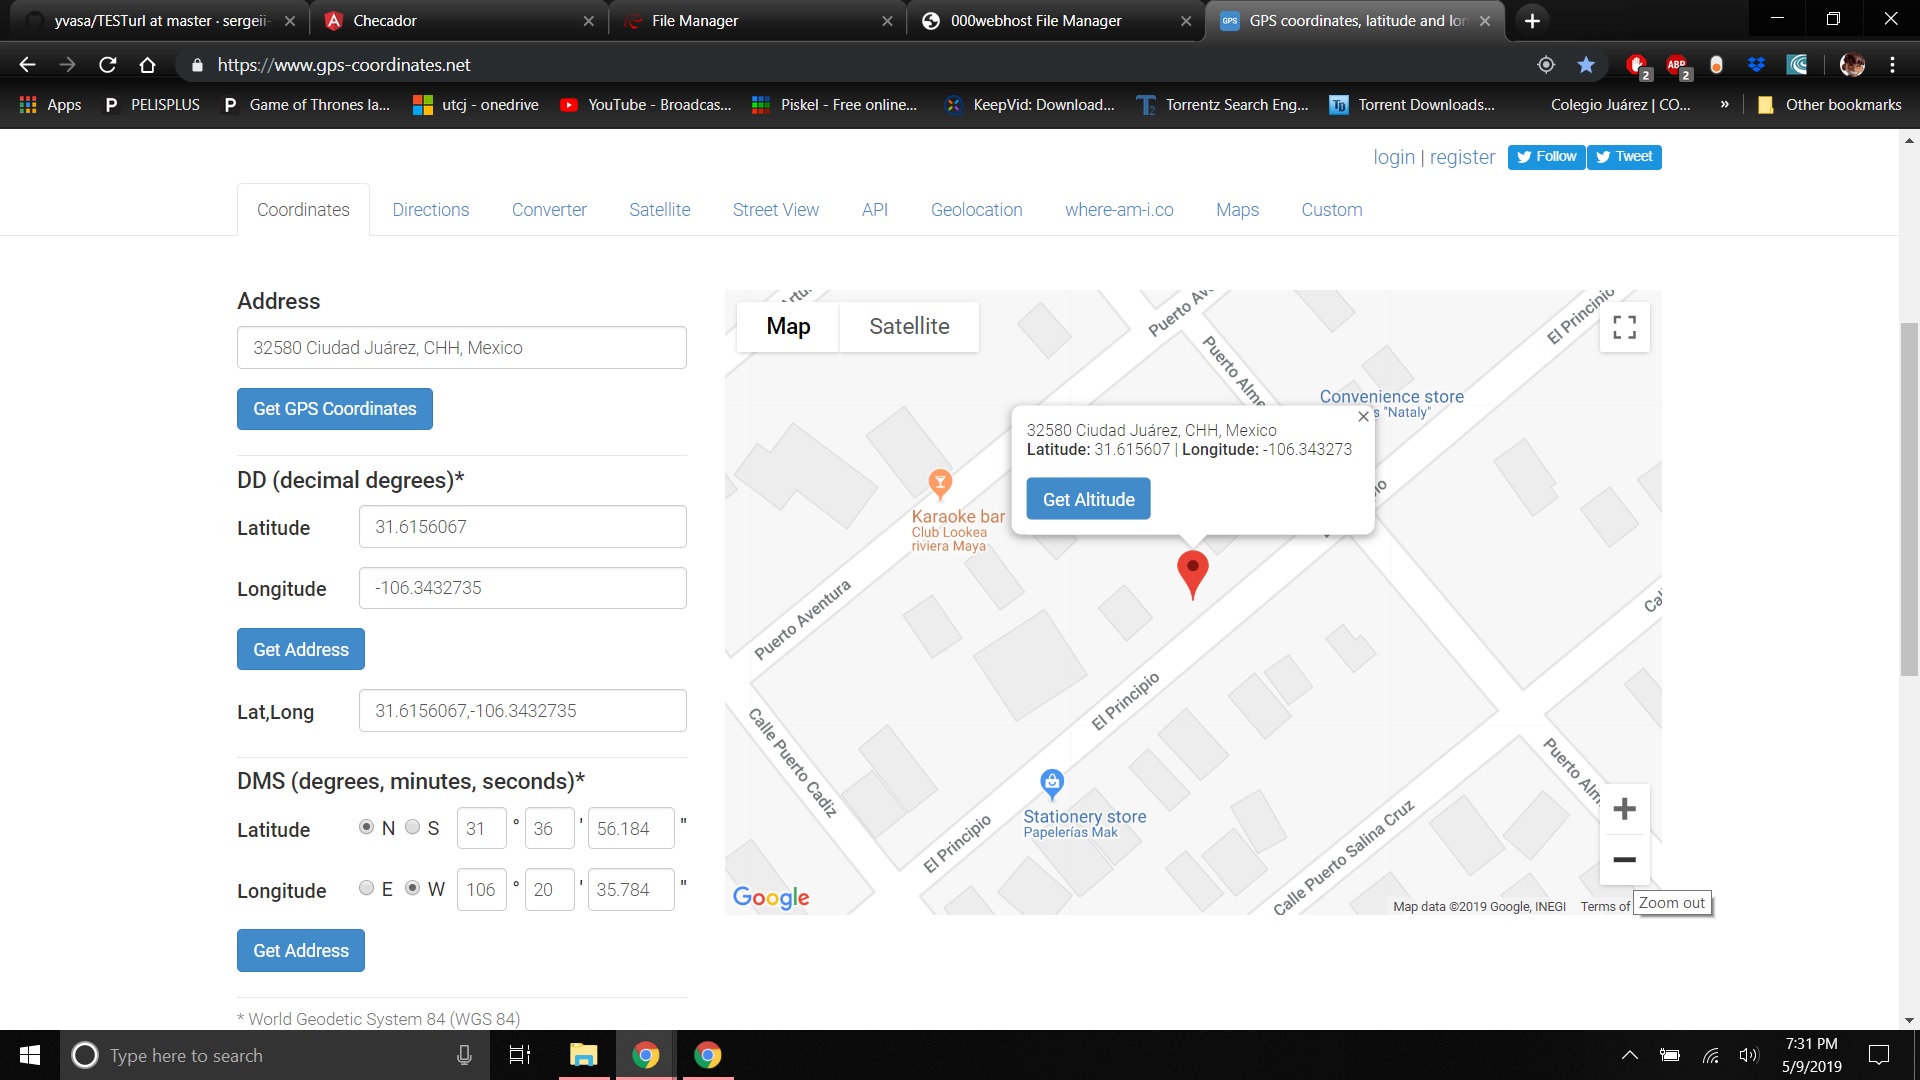 yvasa/TESTurl at master · sergeii-
Checador
File Manager
000webhost File Manager
GPS coordinates, latitude and lon
https://www.gps-coordinates.net
2
ABP
2
Apps
PELISPLUS
Game of Thrones la...
utcj - onedrive
YouTube - Broadcas...
Piskel - Free online...
KeepVid: Download...
Torrentz Search Eng...
Torrent Downloads...
Colegio Juárez | CO...
»
Other bookmarks
login | register
Follow
Tweet
Coordinates
Directions
Converter
Satellite
Street View
API
Geolocation
where-am-i.co
Maps
Custom
Address
32580 Ciudad Juárez, CHH, Mexico
Get GPS Coordinates
DD (decimal degrees)*
Latitude
31.6156067
Longitude
-106.3432735
Get Address
Lat,Long
31.6156067,-106.3432735
DMS (degrees, minutes, seconds)*
Latitude
N
S
31 ° 36 ' 56.184 "
Longitude
E
W
106 ° 20 ' 35.784 "
Get Address
* World Geodetic System 84 (WGS 84)
Map
Satellite
Puerto Av
El Principio
Puerto Alme
Convenience store
s "Nataly"
32580 Ciudad Juárez, CHH, Mexico
Latitude: 31.615607 | Longitude: -106.343273
Get Altitude
io
Karaoke bar
Club Lookea
riviera Maya
Puerto Aventura
Cal
El Principio
Calle Puerto Cadiz
Puerto Alm
Stationery store
Papelerías Mak
El Principio
Calle Puerto Salina Cruz
Google
Map data ©2019 Google, INEGI
Terms of
Zoom out
Type here to search
7:31 PM
5/9/2019